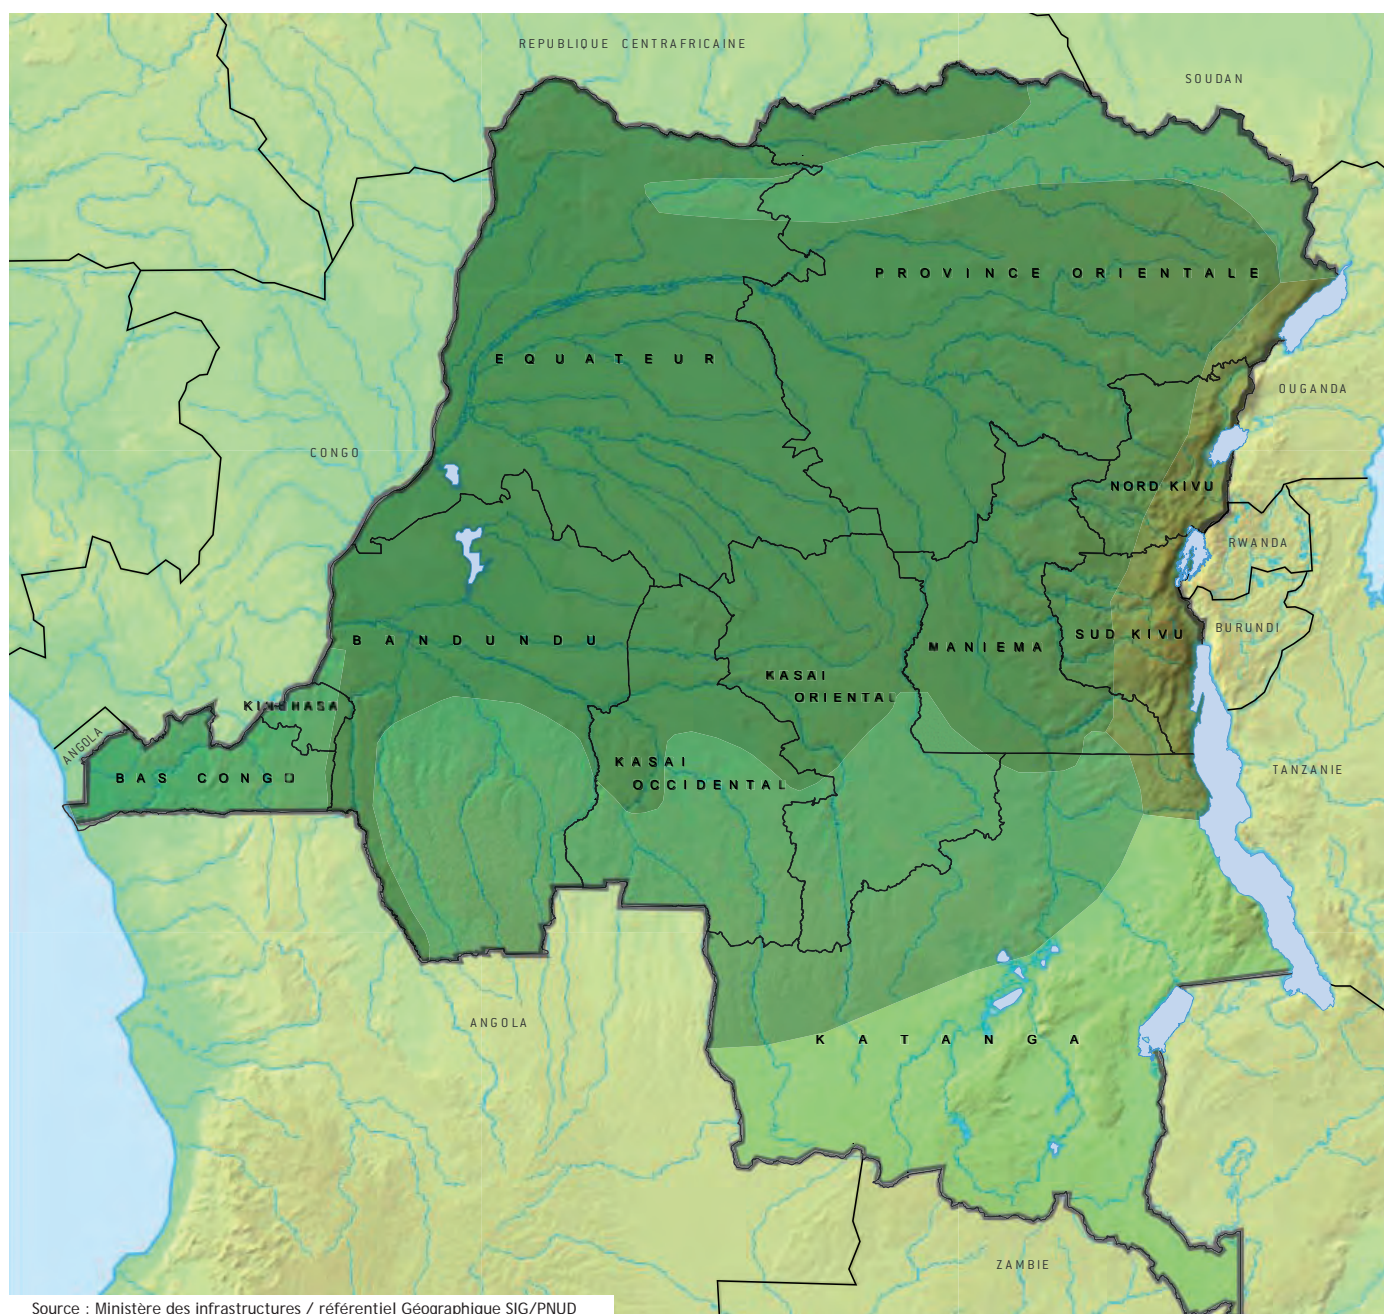 REPUBLIQUE CENTRAFRICAINE
SOUDAN
PROVINCE ORIENTALE
EQUATEUR
OUGANDA
CONGO
NORD KIVU
RWANDA
BURUNDI
SUD KIVU
BANDUNDU
MANIEMA
KASAI
ORIENTAL
KINSHASA
ANGOLA
KASAI
OCCIDENTAL
BAS CONGO
TANZANIE
ANGOLA
KATANGA
ZAMBIE
Source : Ministère des infrastructures / référentiel Géographique SIG/PNUD